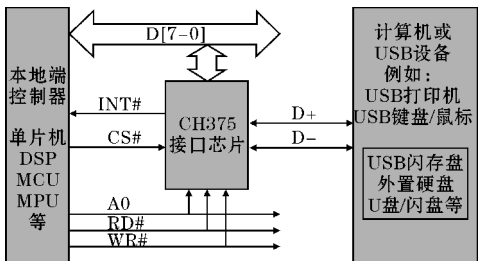 D[7-0]
本地端
控制器
单片机
DSP
MCU
MPU
等
INT#
CS#
A0
RD#
WR#
CH375
接口芯片
D+
D-
计算机或
USB设备
例如：
USB打印机
USB键盘/鼠标
USB闪存盘
外置硬盘
U盘/闪盘等